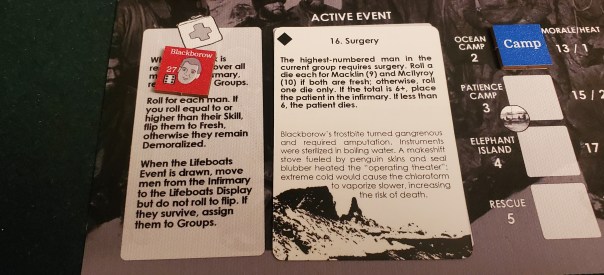 ACTIVE EVENT
Blackborow
27
over all
Groups.
Roll for each man. If
you roll equal to or
higher than their Skill,
flip them to Fresh,
otherwise they remain
Demoralized.
When the Lifeboats
Event is drawn, move
men from the Infirmary
to the Lifeboats Display
but do not roll to flip. If
they survive, assign
them to Groups.
16. Surgery
The highest-numbered man in the
current group requires surgery. Roll a
die each for Macklin (9) and McIlyroy
(10) if both are fresh; otherwise, roll
one die only. If the total is 6+, place
the patient in the infirmary. If less than
6, the patient dies.
Blackborow's frostbite turned gangrenous
and required amputation. Instruments
were sterilized in boiling water. A makeshift
stove fueled by penguin skins and seal
blubber heated the "operating theater";
extreme cold would cause the chloroform
to vaporize slower, increasing
the risk of death.
MORALE/HEAT
OCEAN
CAMP
2
Camp
13 / 1
PATIENCE
CAMP
3
15 / 2
ELEPHANT
ISLAND
4
17
RESCUE
5